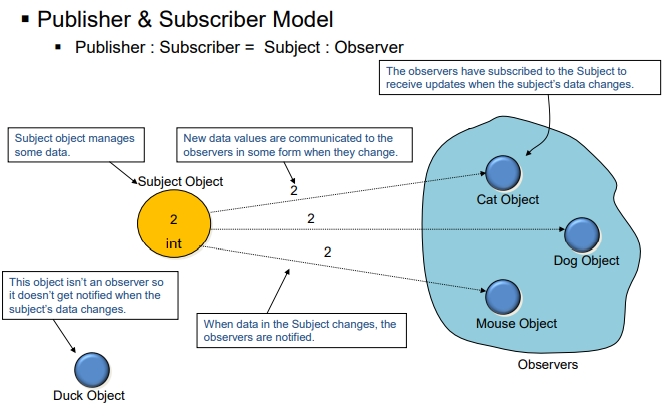 ▪ Publisher & Subscriber Model
▪ Publisher : Subscriber = Subject : Observer
The observers have subscribed to the Subject to
receive updates when the subject's data changes.
Subject object manages
some data.
New data values are communicated to the
observers in some form when they change.
Subject Object
2
2
2
2
int
Cat Object
Dog Object
Mouse Object
Observers
This object isn't an observer so
it doesn't get notified when the
subject's data changes.
When data in the Subject changes, the
observers are notified.
Duck Object